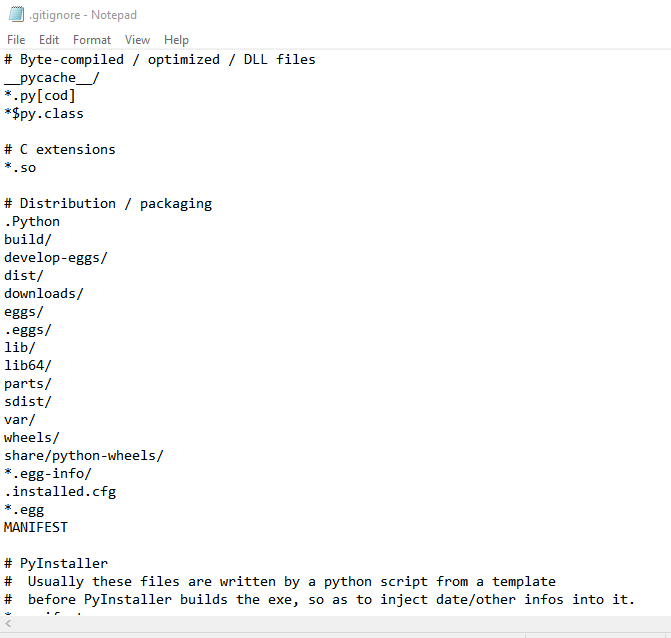 .gitignore - Notepad
File Edit Format View Help
# Byte-compiled / optimized / DLL files
__pycache__/
*.py[cod]
*$py.class

# C extensions
*.so

# Distribution / packaging
.Python
build/
develop-eggs/
dist/
downloads/
eggs/
.eggs/
lib/
lib64/
parts/
sdist/
var/
wheels/
share/python-wheels/
*.egg-info/
.installed.cfg
*.egg
MANIFEST

# PyInstaller
#  Usually these files are written by a python script from a template
#  before PyInstaller builds the exe, so as to inject date/other infos into it.